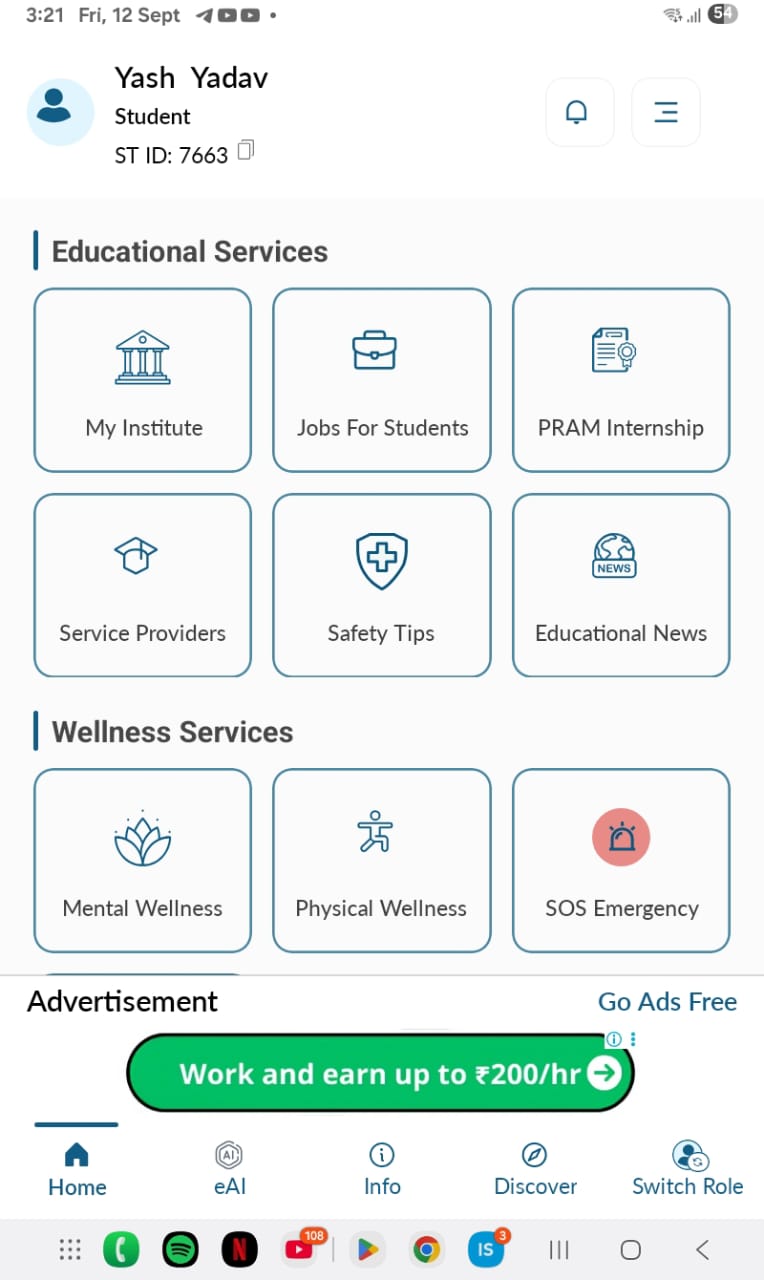 3:21 Fri, 12 Sept
54
Yash Yadav
Student
ST ID: 7663
Educational Services
My Institute
Jobs For Students
PRAM Internship
Service Providers
Safety Tips
NEWS
Educational News
Wellness Services
Mental Wellness
Physical Wellness
SOS Emergency
Advertisement
Go Ads Free
Work and earn up to ₹200/hr
AI
Home
eAI
Info
Discover
Switch Role
108
3
N
IS